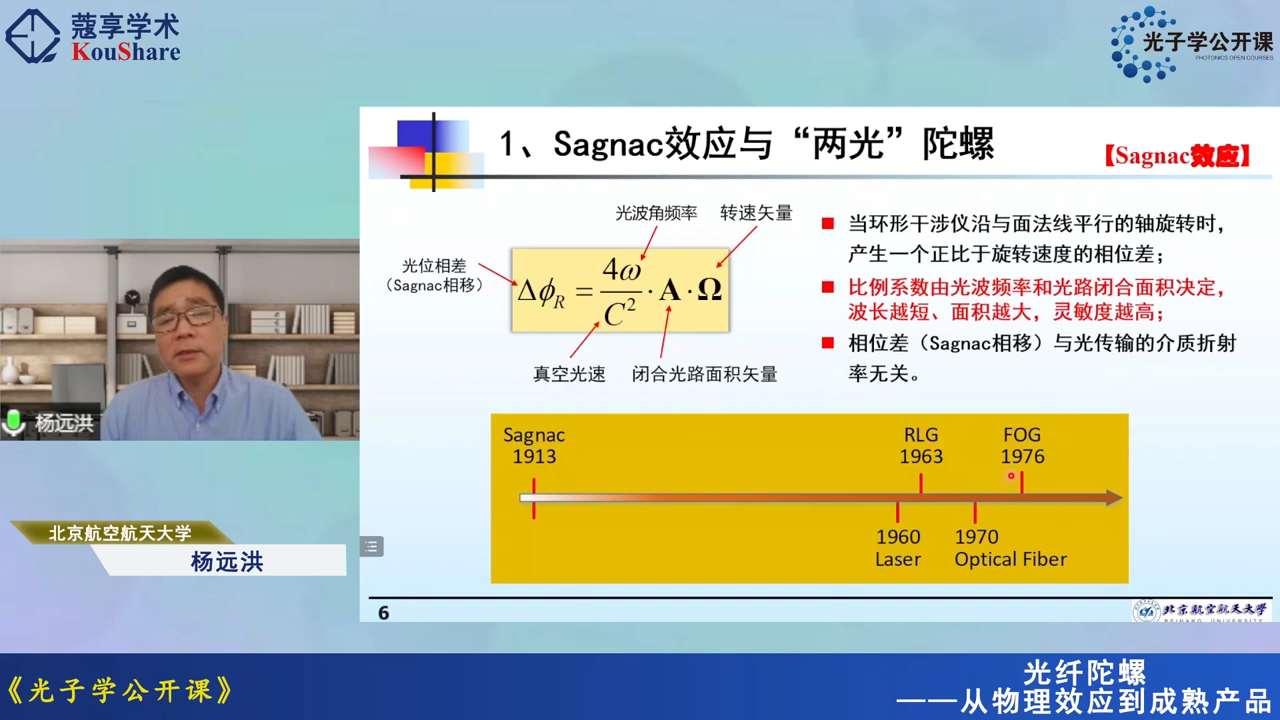 蔻享学术
KouShare
光子学公开课
PHOTONICS OPEN COURSES
1、Sagnac效应与“两光”陀螺
【Sagnac效应】
光波角频率
转速矢量
光位相差
（Sagnac相移）
Δϕ_R = 4ω/C² · A · Ω
真空光速
闭合光路面积矢量
当环形干涉仪沿与面法线平行的轴旋转时，
产生一个正比于旋转速度的相位差；
比例系数由光波频率和光路闭合面积决定，
波长越短、面积越大，灵敏度越高；
相位差（Sagnac相移）与光传输的介质折射
率无关。
Sagnac
1913
RLG
1963
FOG
1976
1960
Laser
1970
Optical Fiber
6
北京航空航天大学
BEIHANG UNIVERSITY
杨远洪
北京航空航天大学
杨远洪
《光子学公开课》
光纤陀螺
——从物理效应到成熟产品